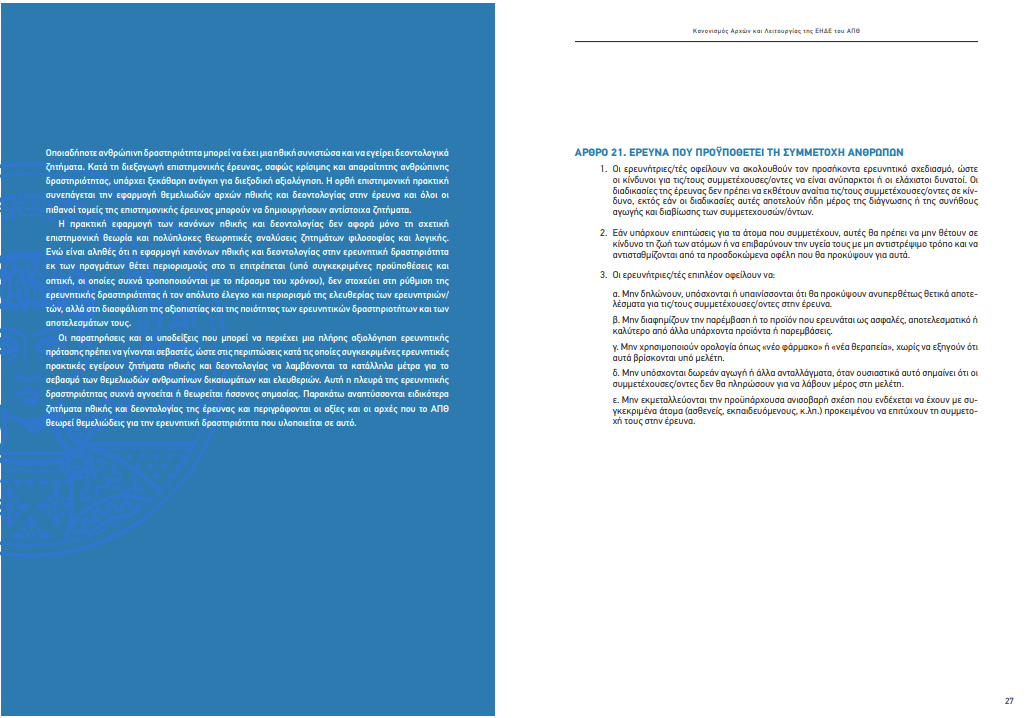 Οποιαδήποτε ανθρώπινη δραστηριότητα μπορεί να έχει μια ηθική συνιστώσα και να εγείρει δεοντολογικά
ζητήματα. Κατά τη διεξαγωγή επιστημονικής έρευνας, σαφώς κρίσιμης και απαραίτητης ανθρώπινης
δραστηριότητας, υπάρχει ξεκάθαρη ανάγκη για διεξοδική αξιολόγηση. Η ορθή επιστημονική πρακτική
συνεπάγεται την εφαρμογή θεμελιωδών αρχών ηθικής και δεοντολογίας στην έρευνα και όλοι οι
πιθανοί τομείς της επιστημονικής έρευνας μπορούν να δημιουργήσουν αντίστοιχα ζητήματα.
Η πρακτική εφαρμογή των κανόνων ηθικής και δεοντολογίας δεν αφορά μόνο τη σχετική
επιστημονική θεωρία και πολύπλοκες θεωρητικές αναλύσεις ζητημάτων φιλοσοφίας και λογικής.
Ενώ είναι αληθές ότι η εφαρμογή κανόνων ηθικής και δεοντολογίας στην ερευνητική δραστηριότητα
εκ των πραγμάτων θέτει περιορισμούς στο τι επιτρέπεται (υπό συγκεκριμένες προϋποθέσεις και
οπτική, οι οποίες συχνά τροποποιούνται με το πέρασμα του χρόνου), δεν στοχεύει στη ρύθμιση της
ερευνητικής δραστηριότητας ή τον απόλυτο έλεγχο και περιορισμό της ελευθερίας των ερευνητριών/
τών, αλλά στη διασφάλιση της αξιοπιστίας και της ποιότητας των ερευνητικών δραστηριοτήτων και των
αποτελεσμάτων τους.
Οι παρατηρήσεις και οι υποδείξεις που μπορεί να περιέχει μια πλήρης αξιολόγηση ερευνητικής
πρότασης πρέπει να γίνονται σεβαστές, ώστε στις περιπτώσεις κατά τις οποίες συγκεκριμένες ερευνητικές
πρακτικές εγείρουν ζητήματα ηθικής και δεοντολογίας να λαμβάνονται τα κατάλληλα μέτρα για το
σεβασμό των θεμελιωδών ανθρωπίνων δικαιωμάτων και ελευθεριών. Αυτή η πλευρά της ερευνητικής
δραστηριότητας συχνά αγνοείται ή θεωρείται ήσσονος σημασίας. Παρακάτω αναπτύσσονται ειδικότερα
ζητήματα ηθικής και δεοντολογίας της έρευνας και περιγράφονται οι αξίες και οι αρχές που το ΑΠΘ
θεωρεί θεμελιώδεις για την ερευνητική δραστηριότητα που υλοποιείται σε αυτό.
Κανονισμός Αρχών και Λειτουργίας της ΕΗΔΕ του ΑΠΘ
ΑΡΘΡΟ 21. ΕΡΕΥΝΑ ΠΟΥ ΠΡΟΫΠΟΘΕΤΕΙ ΤΗ ΣΥΜΜΕΤΟΧΗ ΑΝΘΡΩΠΩΝ
1. Οι ερευνήτριες/τές οφείλουν να ακολουθούν τον προσήκοντα ερευνητικό σχεδιασμό, ώστε
οι κίνδυνοι για τις/τους συμμετέχουσες/οντες να είναι ανύπαρκτοι ή οι ελάχιστοι δυνατοί. Οι
διαδικασίες της έρευνας δεν πρέπει να εκθέτουν αναίτια τις/τους συμμετέχουσες/οντες σε κίν-
δυνο, εκτός εάν οι διαδικασίες αυτές αποτελούν ήδη μέρος της διάγνωσης ή της συνήθους
αγωγής και διαβίωσης των συμμετεχουσών/όντων.
2. Εάν υπάρχουν επιπτώσεις για τα άτομα που συμμετέχουν, αυτές θα πρέπει να μην θέτουν σε
κίνδυνο τη ζωή των ατόμων ή να επιβαρύνουν την υγεία τους με μη αντιστρέψιμο τρόπο και να
αντισταθμίζονται από τα προσδοκώμενα οφέλη που θα προκύψουν για αυτά.
3. Οι ερευνήτριες/τές επιπλέον οφείλουν να:
α. Μην δηλώνουν, υπόσχονται ή υπαινίσσονται ότι θα προκύψουν ανυπερθέτως θετικά αποτε-
λέσματα για τις/τους συμμετέχουσες/οντες στην έρευνα.
β. Μην διαφημίζουν την παρέμβαση ή το προϊόν που ερευνάται ως ασφαλές, αποτελεσματικό ή
καλύτερο από άλλα υπάρχοντα προϊόντα ή παρεμβάσεις.
γ. Μην χρησιμοποιούν ορολογία όπως «νέο φάρμακο» ή «νέα θεραπεία», χωρίς να εξηγούν ότι
αυτά βρίσκονται υπό μελέτη.
δ. Μην υπόσχονται δωρεάν αγωγή ή άλλα ανταλλάγματα, όταν ουσιαστικά αυτό σημαίνει ότι οι
συμμετέχουσες/οντες δεν θα πληρώσουν για να λάβουν μέρος στη μελέτη.
ε. Μην εκμεταλλεύονται την προϋπάρχουσα ανισοβαρή σχέση που ενδέχεται να έχουν με συ-
γκεκριμένα άτομα (ασθενείς, εκπαιδευόμενους, κ.λπ.) προκειμένου να επιτύχουν τη συμμετο-
χή τους στην έρευνα.
27